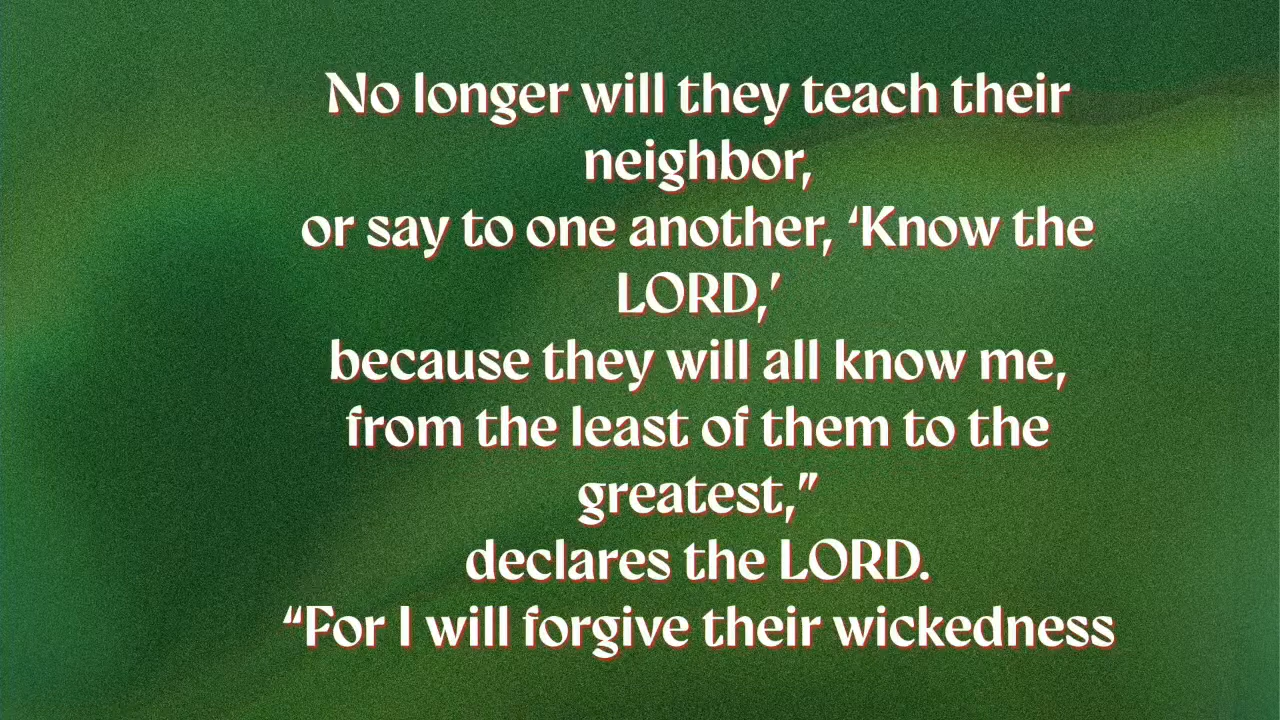 No longer will they teach their
neighbor,
or say to one another, ‘Know the
LORD,’
because they will all know me,
from the least of them to the
greatest,”
declares the LORD.
“For I will forgive their wickedness